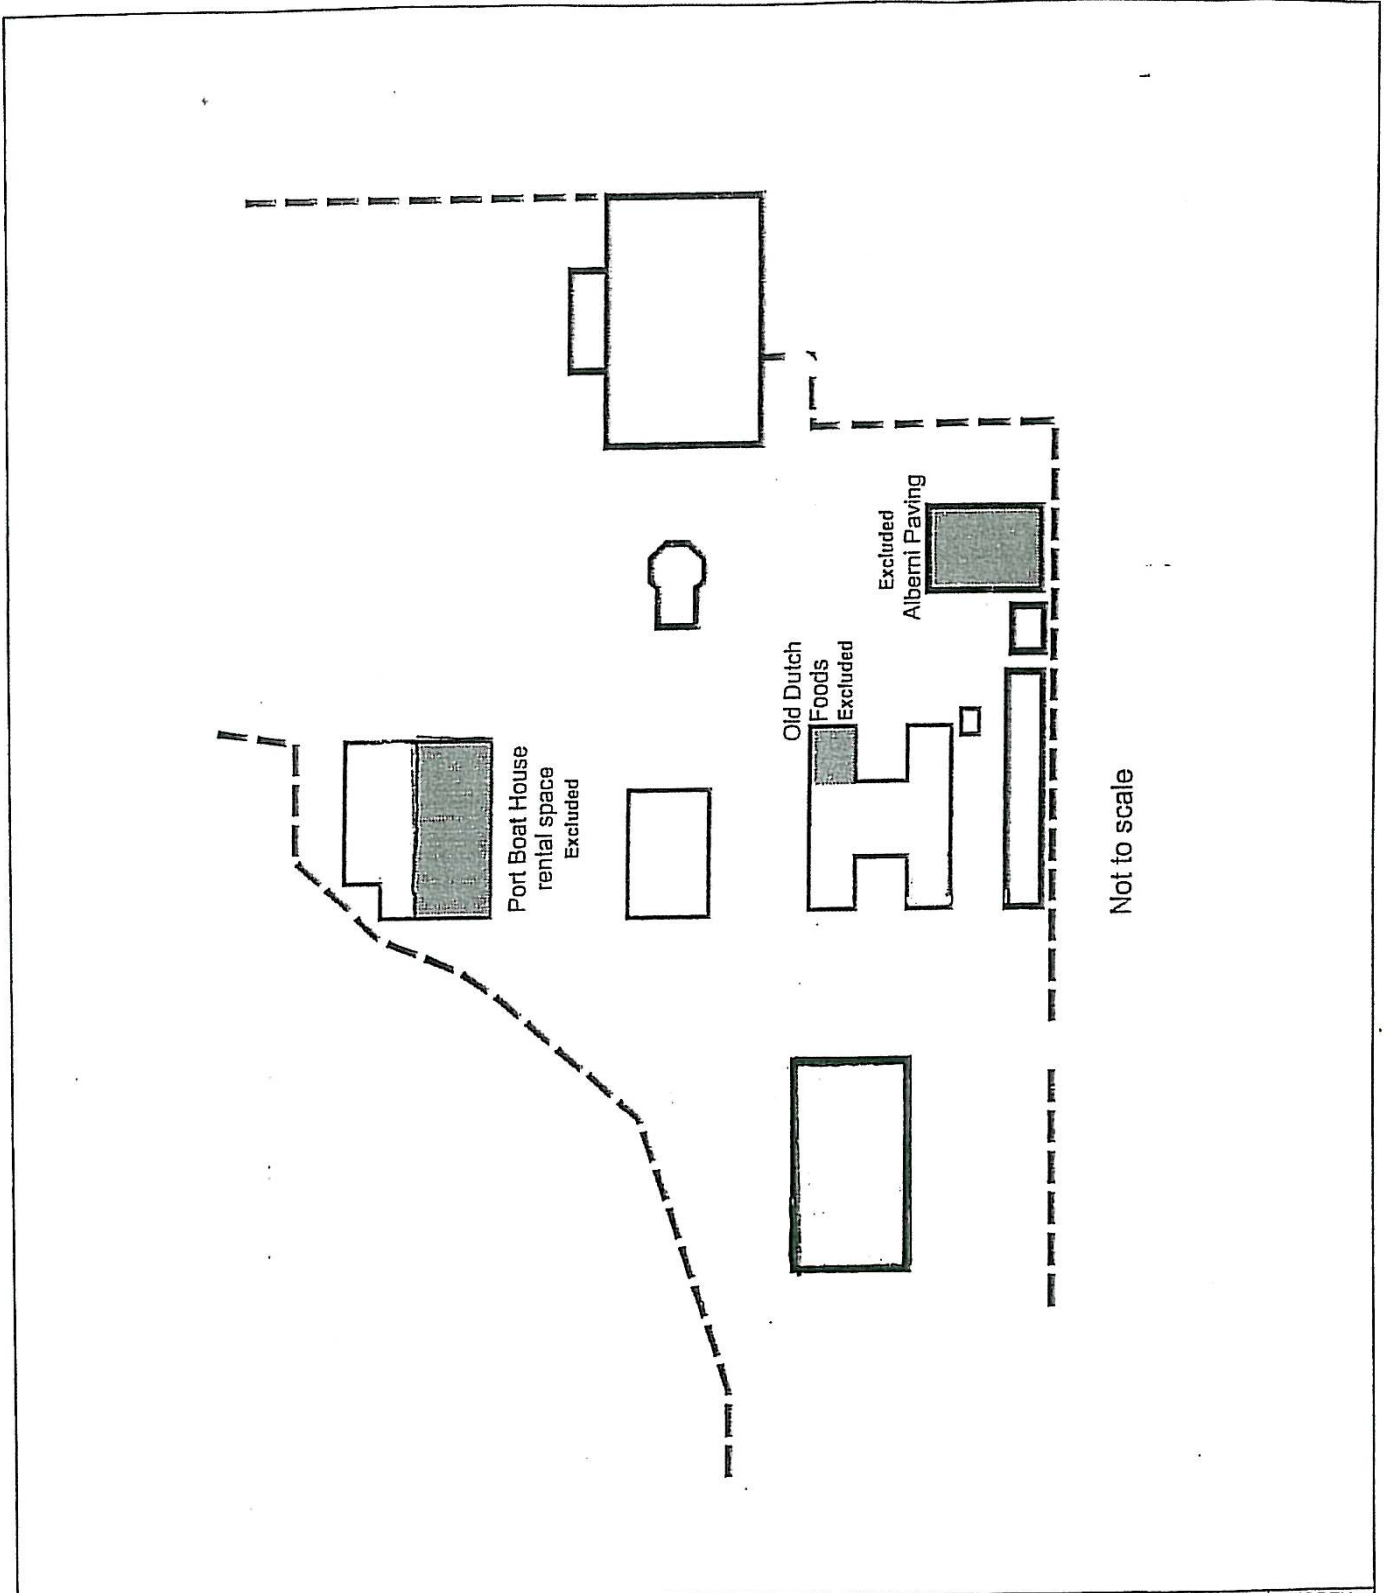 Port Boat House
rental space
Excluded
Old Dutch
Foods
Excluded
Excluded
Alberni Paving
Not to scale